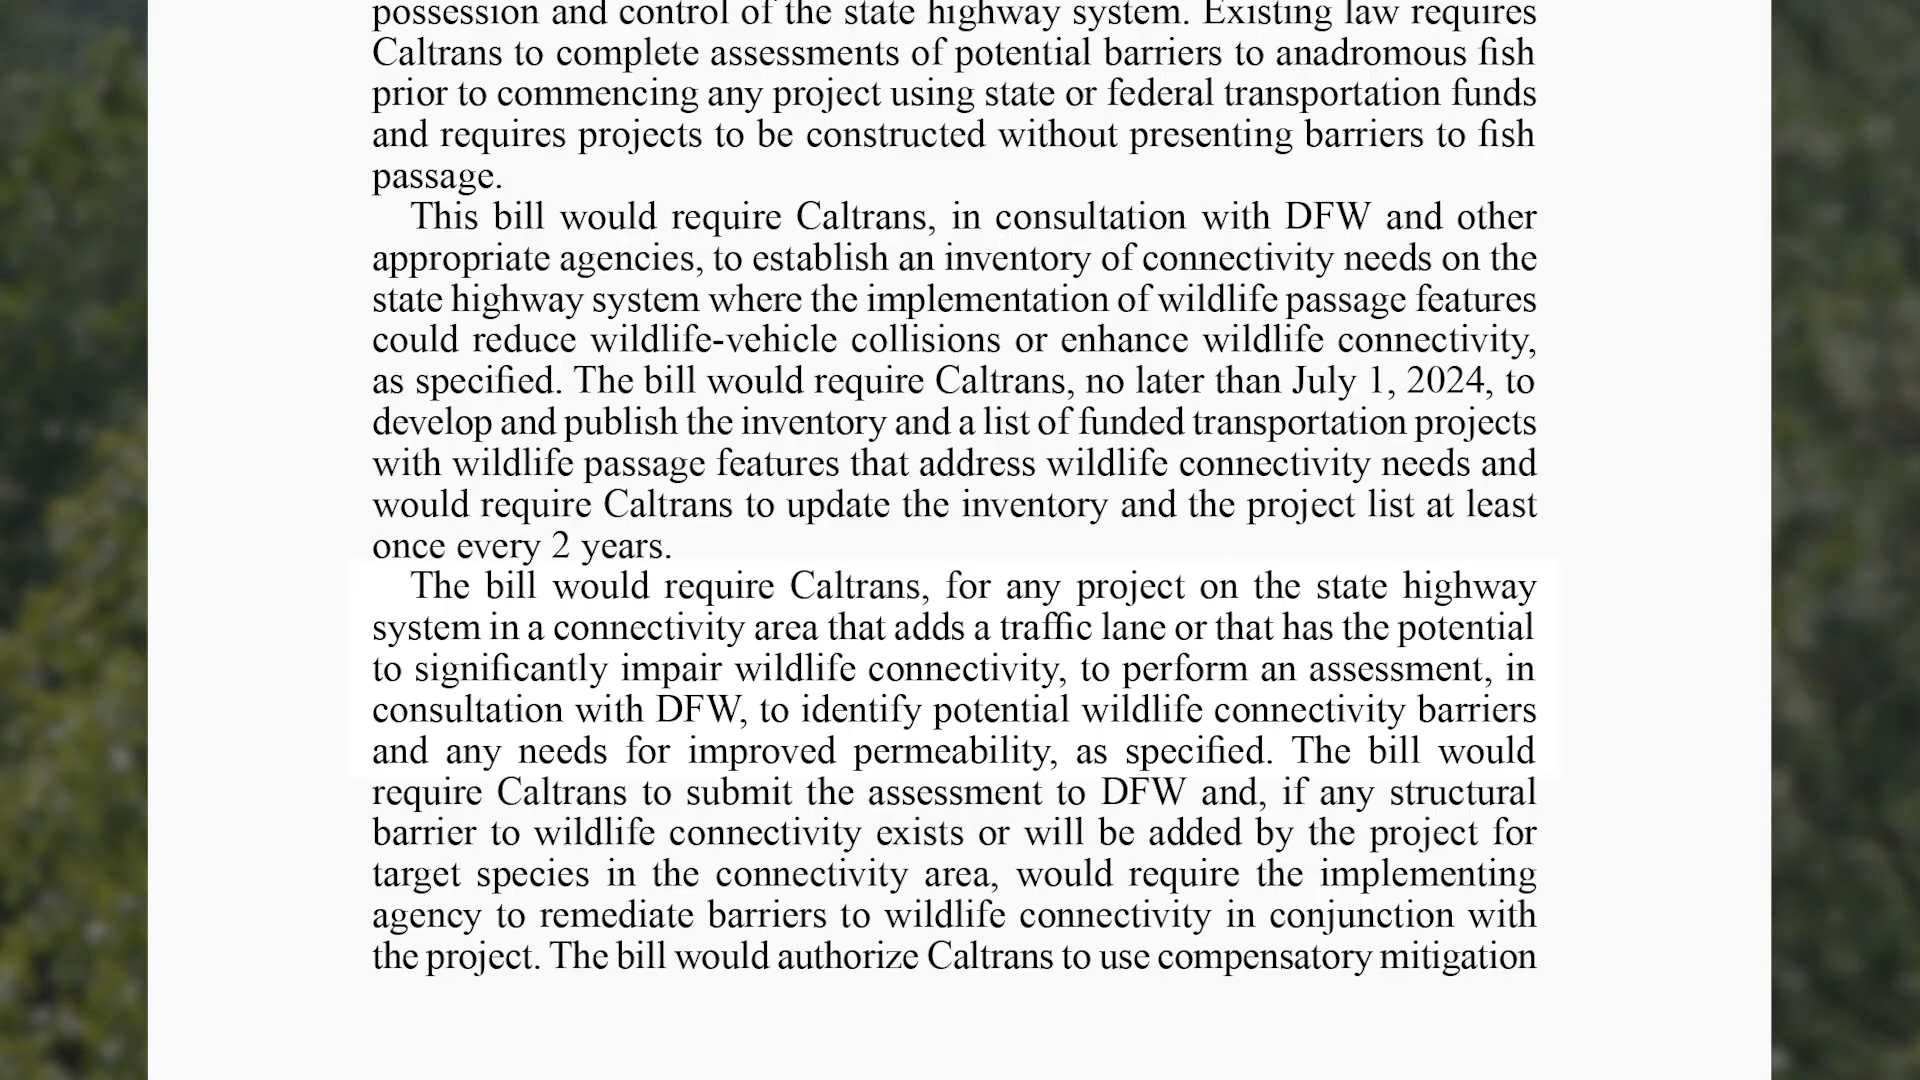 possession and control of the state highway system. Existing law requires
Caltrans to complete assessments of potential barriers to anadromous fish
prior to commencing any project using state or federal transportation funds
and requires projects to be constructed without presenting barriers to fish
passage.
This bill would require Caltrans, in consultation with DFW and other
appropriate agencies, to establish an inventory of connectivity needs on the
state highway system where the implementation of wildlife passage features
could reduce wildlife-vehicle collisions or enhance wildlife connectivity,
as specified. The bill would require Caltrans, no later than July 1, 2024, to
develop and publish the inventory and a list of funded transportation projects
with wildlife passage features that address wildlife connectivity needs and
would require Caltrans to update the inventory and the project list at least
once every 2 years.
The bill would require Caltrans, for any project on the state highway
system in a connectivity area that adds a traffic lane or that has the potential
to significantly impair wildlife connectivity, to perform an assessment, in
consultation with DFW, to identify potential wildlife connectivity barriers
and any needs for improved permeability, as specified. The bill would
require Caltrans to submit the assessment to DFW and, if any structural
barrier to wildlife connectivity exists or will be added by the project for
target species in the connectivity area, would require the implementing
agency to remediate barriers to wildlife connectivity in conjunction with
the project. The bill would authorize Caltrans to use compensatory mitigation